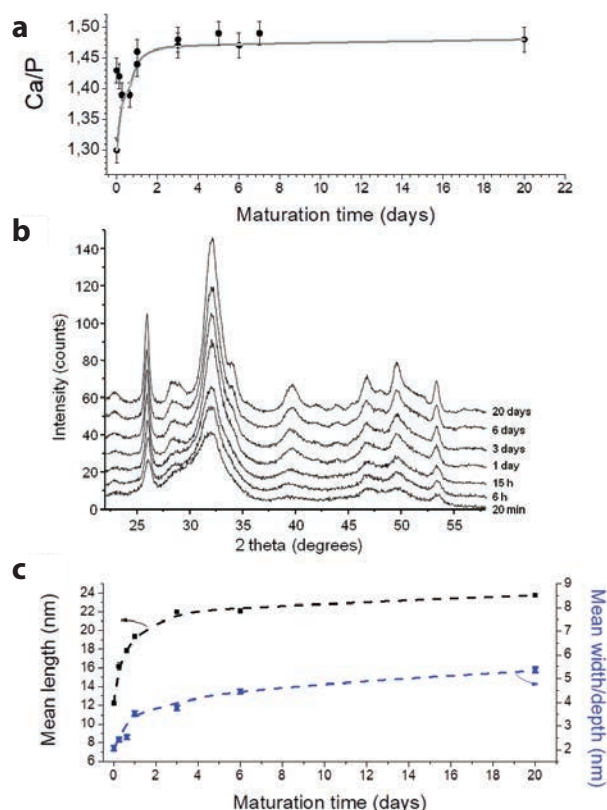 a
Ca/P
1,50
1,45
1,40
1,35
1,30
0 2 4 6 8 10 12 14 16 18 20 22
Maturation time (days)
b
Intensity (counts)
140
120
100
80
60
40
20
0
20 days
6 days
3 days
1 day
15 h
6 h
20 min
25 30 35 40 45 50 55
2 theta (degrees)
c
Mean length (nm)
24
22
20
18
16
14
12
10
8
6
9
8
7
6
5
4
3
2
Mean width/depth (nm)
0 2 4 6 8 10 12 14 16 18 20
Maturation time (days)